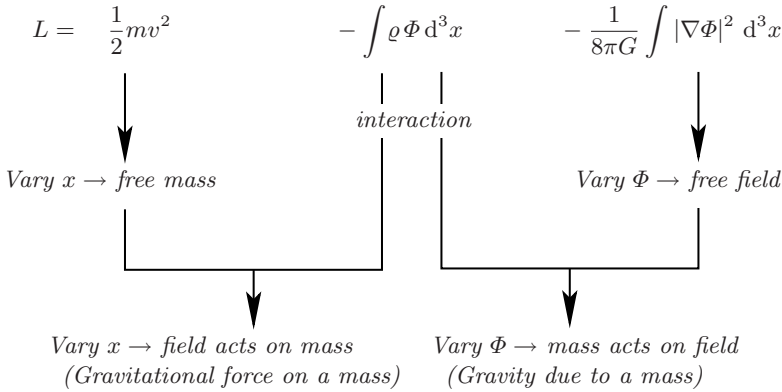 L = 1/2 mv² − ∫ ϱ Φ d³x − 1/8πG ∫ |∇Φ|² d³x
interaction
Vary x → free mass Vary Φ → free field
Vary x → field acts on mass Vary Φ → mass acts on field
(Gravitational force on a mass) (Gravity due to a mass)